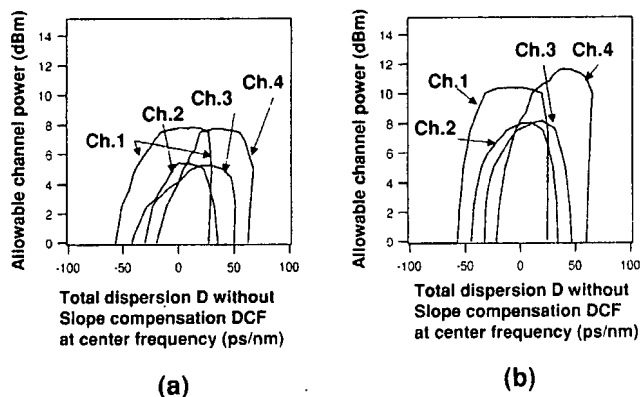 Allowable channel power (dBm)
14
12
10
8
6
4
2
0
-100 -50 0 50 100
Ch.1
Ch.2
Ch.3
Ch.4
Total dispersion D without
Slope compensation DCF
at center frequency (ps/nm)
(a)
Allowable channel power (dBm)
14
12
10
8
6
4
2
0
-100 -50 0 50 100
Ch.1
Ch.2
Ch.3
Ch.4
Total dispersion D without
Slope compensation DCF
at center frequency (ps/nm)
(b)